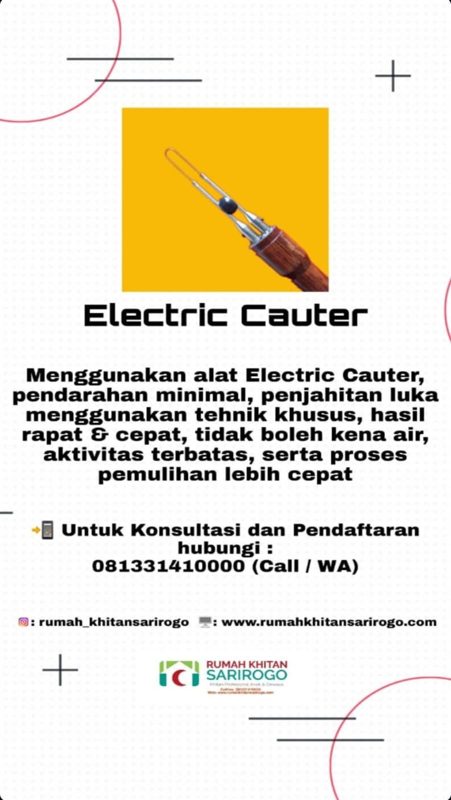 Electric Cauter
Menggunakan alat Electric Cauter,
pendarahan minimal, penjahitan luka
menggunakan tehnik khusus, hasil
rapat & cepat, tidak boleh kena air,
aktivitas terbatas, serta proses
pemulihan lebih cepat
📲 Untuk Konsultasi dan Pendaftaran
hubungi :
081331410000 (Call / WA)
: rumah_khitansarirogo 🖥️: www.rumahkhitansarirogo.com
RUMAH KHITAN
SARIROGO